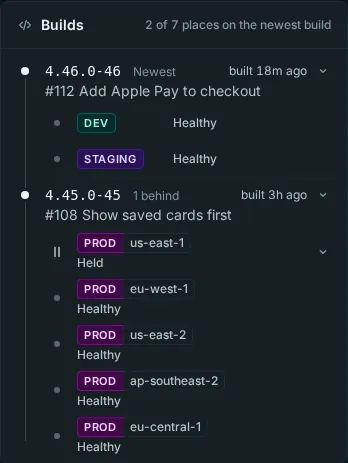 Builds 2 of 7 places on the newest build
4.46.0-46 Newest built 18m ago
#112 Add Apple Pay to checkout
DEV Healthy
STAGING Healthy
4.45.0-45 1 behind built 3h ago
#108 Show saved cards first
PROD us-east-1
Held
PROD eu-west-1
Healthy
PROD us-east-2
Healthy
PROD ap-southeast-2
Healthy
PROD eu-central-1
Healthy